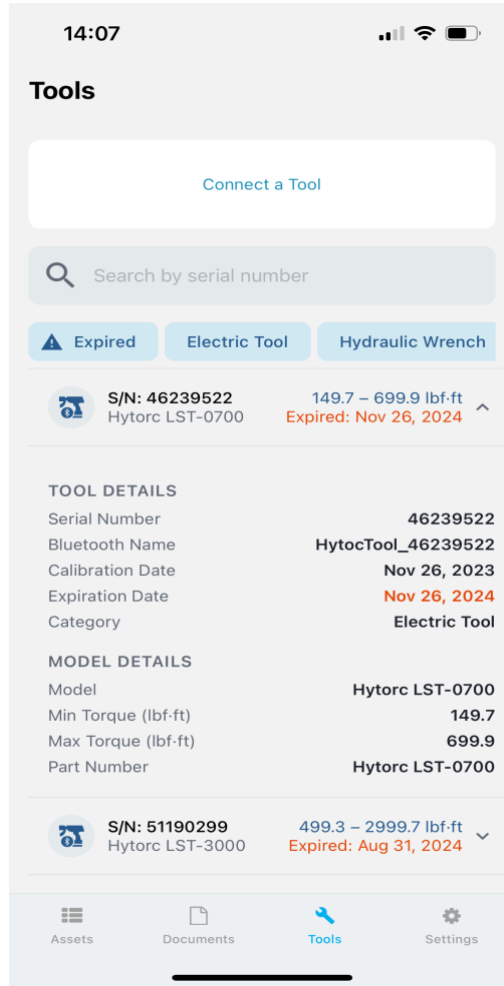 14:07
Tools
Connect a Tool
Search by serial number
Expired Electric Tool Hydraulic Wrench
S/N: 46239522 149.7 – 699.9 lbf·ft
Hytorc LST-0700 Expired: Nov 26, 2024
TOOL DETAILS
Serial Number 46239522
Bluetooth Name HytocTool_46239522
Calibration Date Nov 26, 2023
Expiration Date Nov 26, 2024
Category Electric Tool
MODEL DETAILS
Model Hytorc LST-0700
Min Torque (lbf·ft) 149.7
Max Torque (lbf·ft) 699.9
Part Number Hytorc LST-0700
S/N: 51190299 499.3 – 2999.7 lbf·ft
Hytorc LST-3000 Expired: Aug 31, 2024
Assets Documents Tools Settings